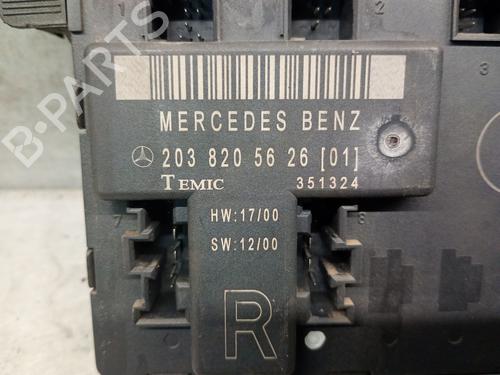 1
2
3
B-PARTS
MERCEDES BENZ
203 820 56 26 [01]
TEMIC 351324
7
8
HW:17/00
SW:12/00
R